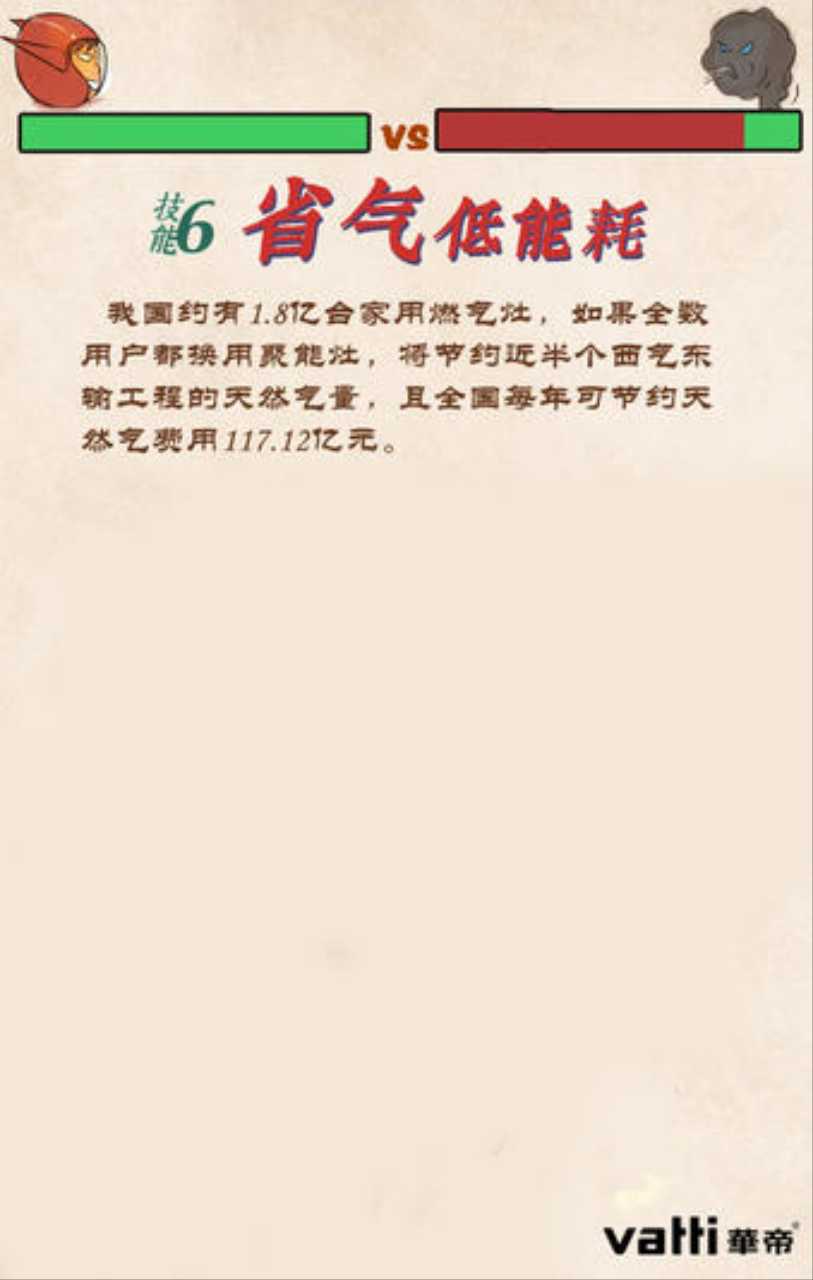 VS
技能6 省气低能耗
我国约有1.8亿台家用燃气灶，如果全数
用户都换用聚能灶，将节约近半个西气东
输工程的天然气量，且全国每年可节约天
然气费用117.12亿元。
vatti 華帝®